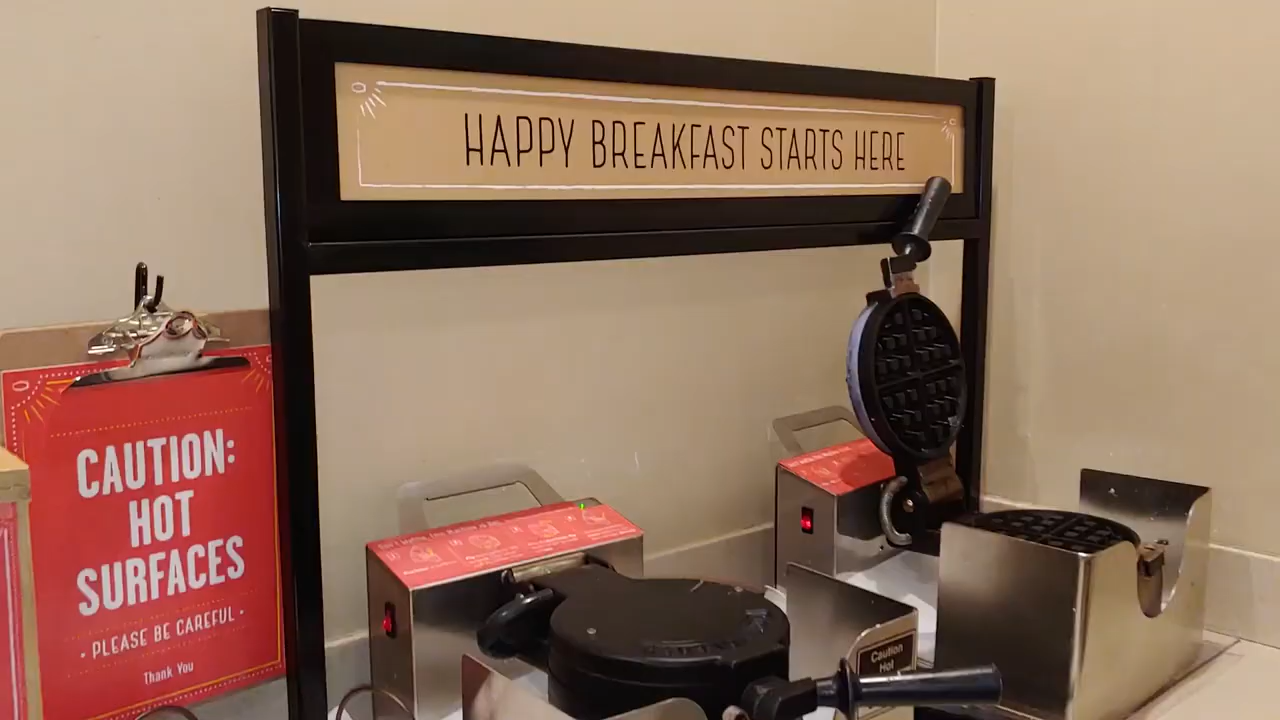 HAPPY BREAKFAST STARTS HERE
CAUTION:
HOT
SURFACES
• PLEASE BE CAREFUL •
Thank You
Caution
Hot